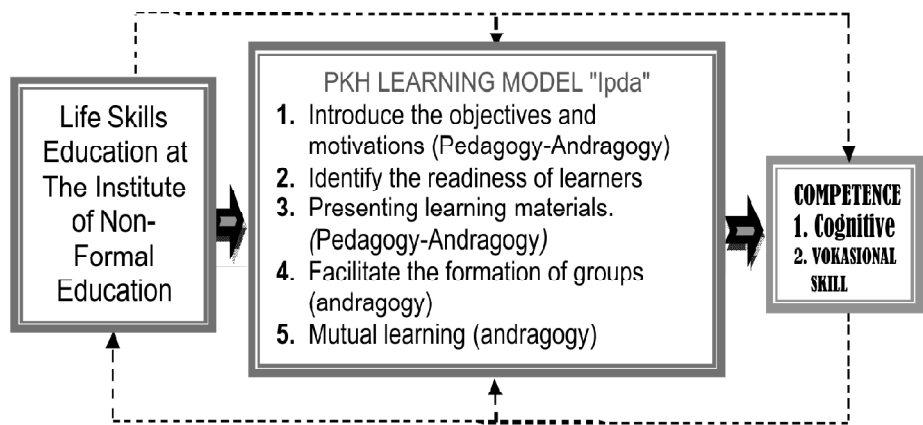 Life Skills
Education at
The Institute
of Non-
Formal
Education
PKH LEARNING MODEL "lpda"
1. Introduce the objectives and
motivations (Pedagogy-Andragogy)
2. Identify the readiness of learners
3. Presenting learning materials.
(Pedagogy-Andragogy)
4. Facilitate the formation of groups
(andragogy)
5. Mutual learning (andragogy)
COMPETENCE
1. Cognitive
2. VOKASIONAL
SKILL